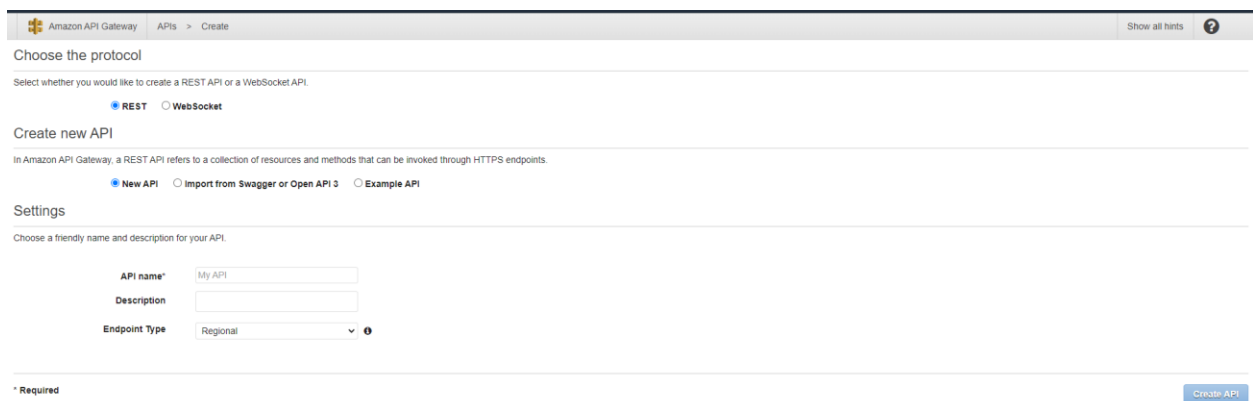 Amazon API Gateway APIs > Create Show all hints ?
Choose the protocol
Select whether you would like to create a REST API or a WebSocket API.
REST WebSocket
Create new API
In Amazon API Gateway, a REST API refers to a collection of resources and methods that can be invoked through HTTPS endpoints.
New API Import from Swagger or Open API 3 Example API
Settings
Choose a friendly name and description for your API.
API name* My API
Description
Endpoint Type Regional
* Required Create API